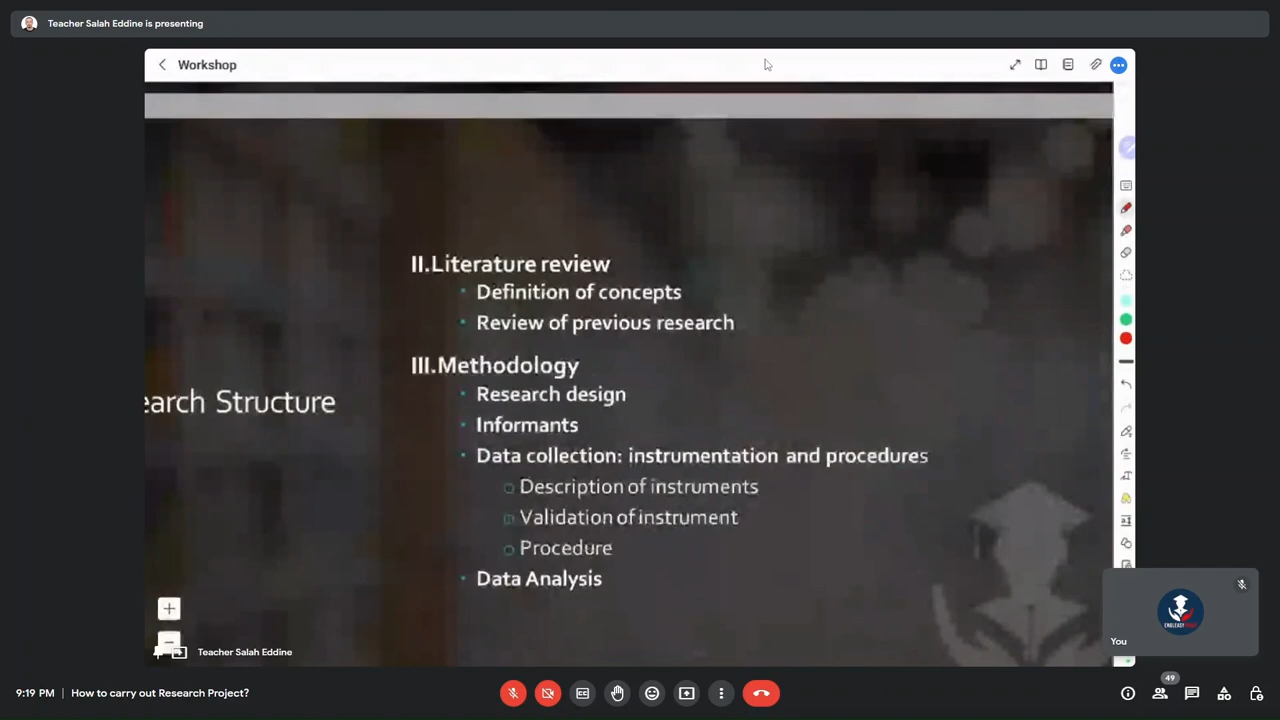 Teacher Salah Eddine is presenting
Workshop
II.Literature review
Definition of concepts
Review of previous research
III.Methodology
earch Structure
Research design
Informants
Data collection: instrumentation and procedures
Description of instruments
Validation of instrument
Procedure
Data Analysis
You
Teacher Salah Eddine
9:19 PM | How to carry out Research Project?
49